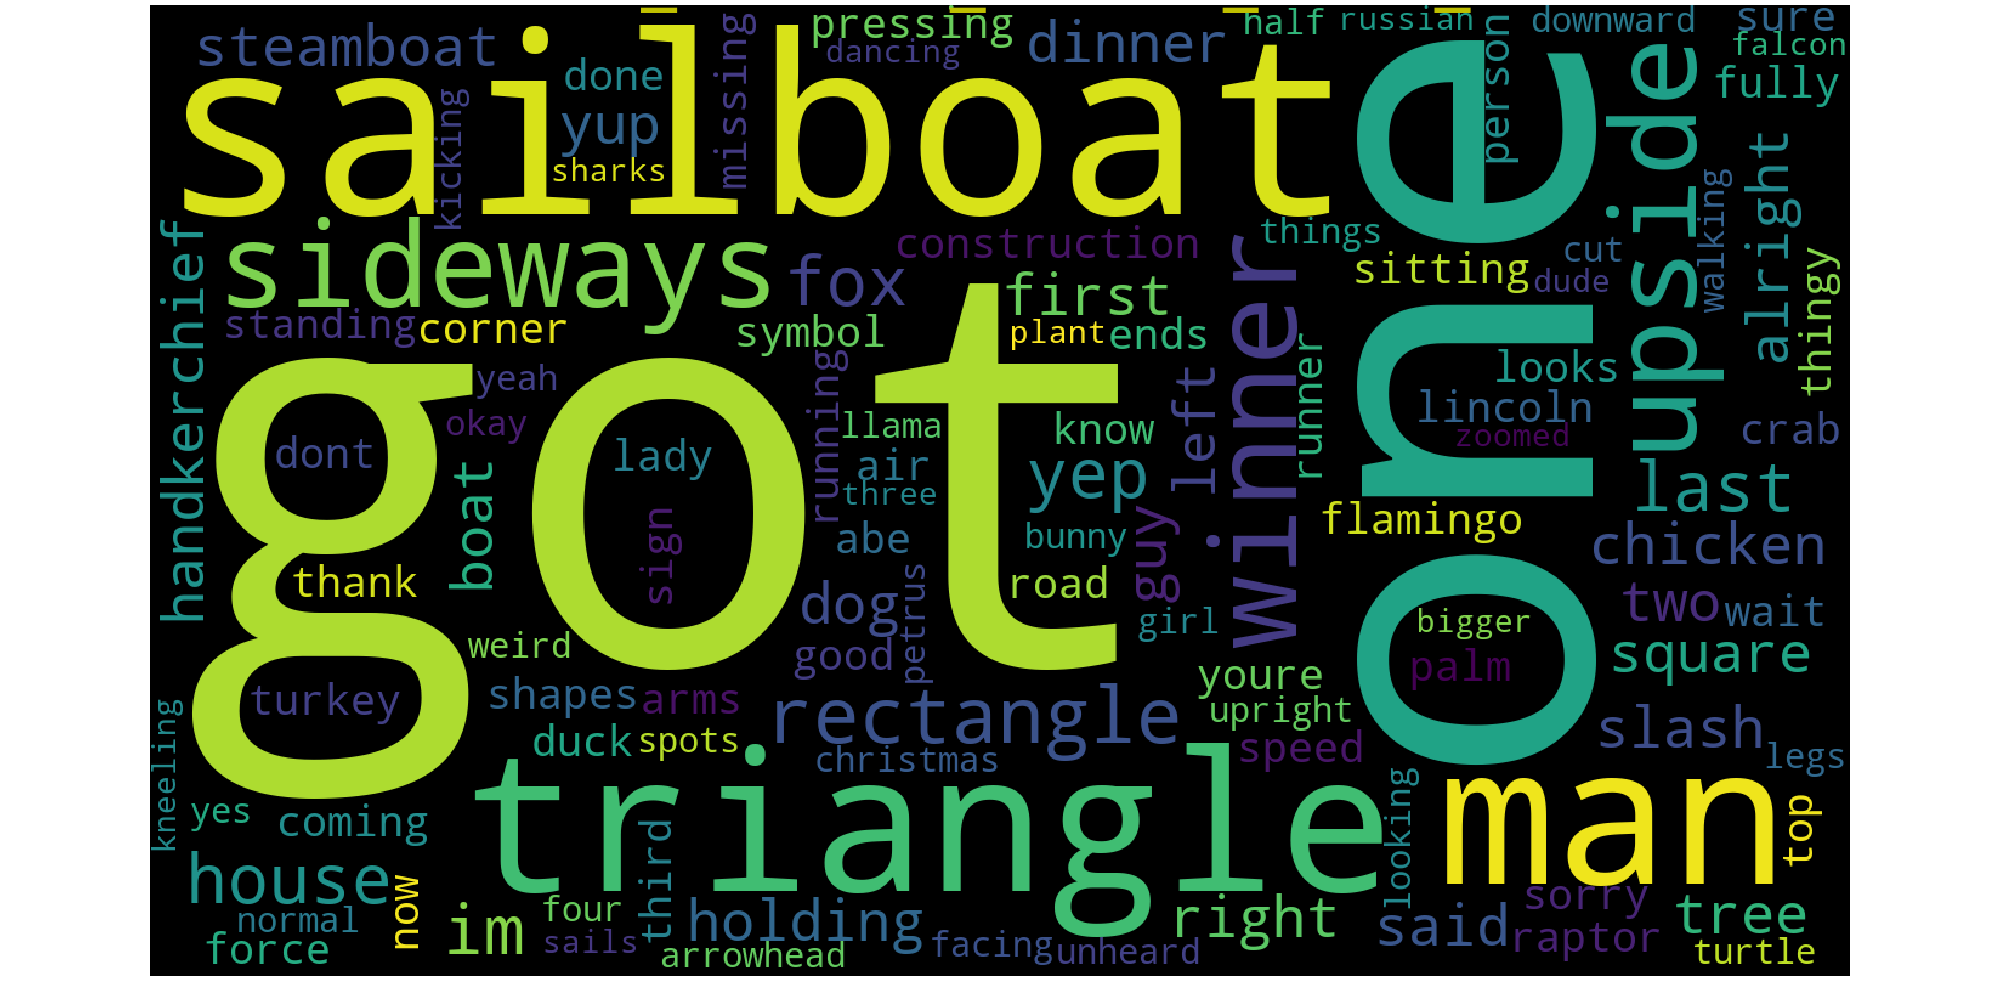 sailboat
steamboat
pressing
dancing
dinner
half
russian
downward
sure
falcon
fully
done
yup
sharks
kicking
missing
person
upside
one
things
cut
dude
walking
alright
thingy
handkerchief
sideways
construction
fox
first
sitting
standing
corner
symbol
plant
ends
winner
runner
looks
lincoln
zoomed
crab
yeah
okay
dont
lady
got
running
llama
air
three
know
yep
left
last
boat
sign
abe
bunny
flamingo
chicken
thank
dog
petrus
road
guy
girl
bigger
two
wait
weird
good
square
palm
turkey
shapes
arms
youre
upright
rectangle
duck
spots
christmas
speed
slash
legs
kneeling
yes
coming
triangle
man
top
looking
house
now
third
normal
force
im
four
sails
holding
arrowhead
facing
unheard
right
said
sorry
raptor
tree
turtle